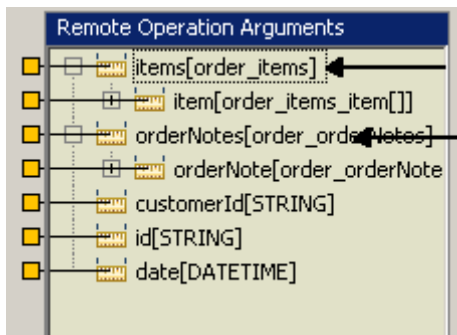 Remote Operation Arguments
items[order_items]
item[order_items_item[]]
orderNotes[order_orderNotes]
orderNote[order_orderNote
customerId[STRING]
id[STRING]
date[DATETIME]